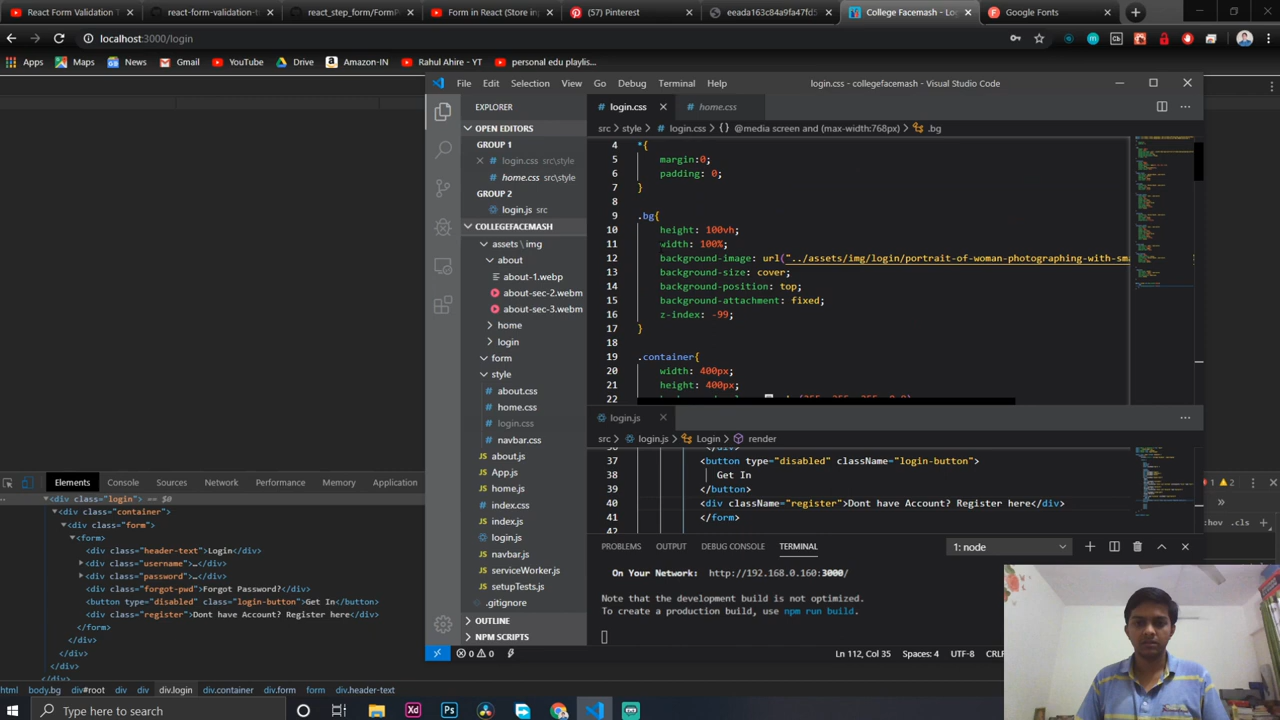 React Form Validation T
react-form-validation-t
react_step_form/FormP
Form in React (Store in
(57) Pinterest
eeada163c84a9fa47fd5
College Facemash - Lo
Google Fonts
localhost:3000/login
Apps
Maps
News
Gmail
YouTube
Drive
Amazon-IN
Rahul Ahire - YT
personal edu playlis...
File Edit Selection View Go Debug Terminal Help
login.css - collegefacemash - Visual Studio Code
EXPLORER
OPEN EDITORS
GROUP 1
login.css src\style
home.css src\style
GROUP 2
login.js src
COLLEGEFACEMASH
assets \ img
about
about-1.webp
about-sec-2.webm
about-sec-3.webm
home
login
form
style
about.css
home.css
login.css
navbar.css
about.js
App.js
home.js
index.css
index.js
login.js
navbar.js
serviceWorker.js
setupTests.js
.gitignore
OUTLINE
NPM SCRIPTS
login.css
home.css
src > style > login.css > {} @media screen and (max-width:768px) > .bg
4 *{
5 margin:0;
6 padding: 0;
7 }
8
9 .bg{
10 height: 100vh;
11 width: 100%;
12 background-image: url("../assets/img/login/portrait-of-woman-photographing-with-sma
13 background-size: cover;
14 background-position: top;
15 background-attachment: fixed;
16 z-index: -99;
17 }
18
19 .container{
20 width: 400px;
21 height: 400px;
22
login.js
src > login.js > Login > render
37 <button type="disabled" className="login-button">
38 Get In
39 </button>
40 <div className="register">Dont have Account? Register here</div>
41 </form>
42
PROBLEMS OUTPUT DEBUG CONSOLE TERMINAL
1: node
On Your Network: http://192.168.0.160:3000/
Note that the development build is not optimized.
To create a production build, use npm run build.
0 0
Ln 112, Col 35 Spaces: 4 UTF-8
Elements Console Sources Network Performance Memory Application
1 2
:hov .cls
<div class="login"> == $0
<div class="container">
<div class="form">
<form>
<div class="header-text">Login</div>
<div class="username">…</div>
<div class="password">…</div>
<div class="forgot-pwd">Forgot Password?</div>
<button type="disabled" class="login-button">Get In</button>
<div class="register">Dont have Account? Register here</div>
</form>
</div>
</div>
</div>
html body.bg div#root div div div.login div.container div.form form div.header-text
Type here to search